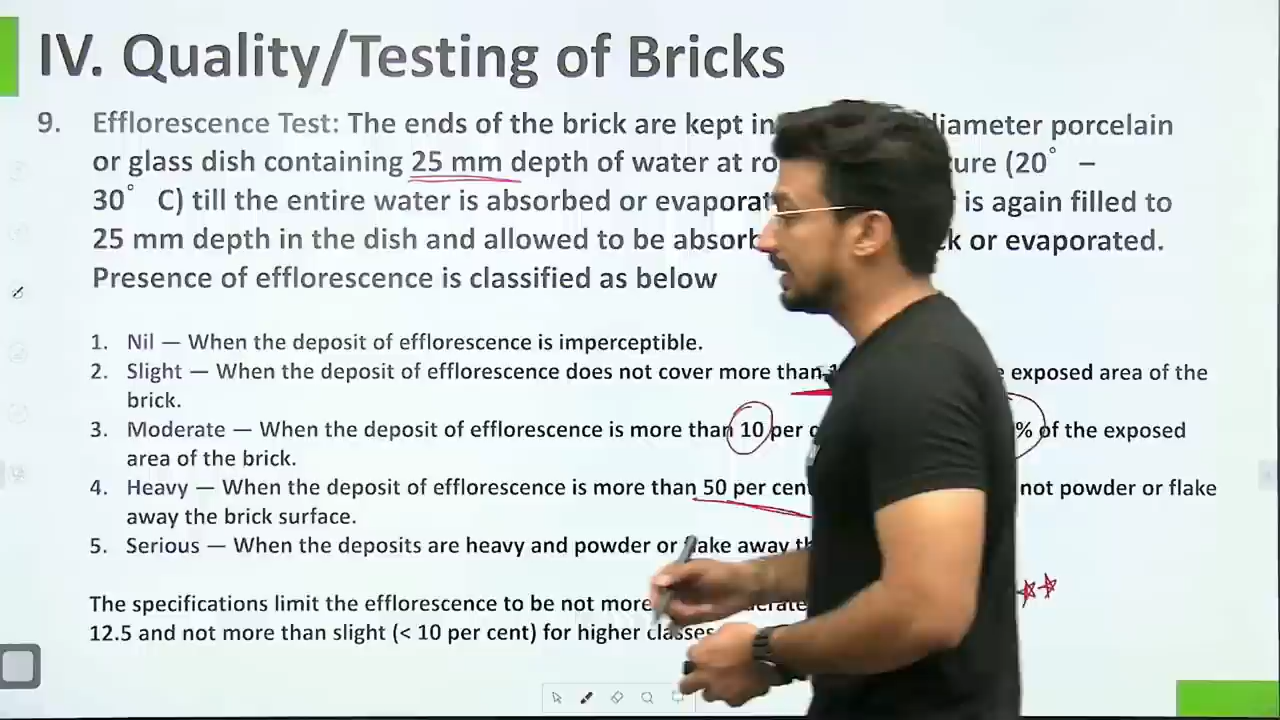 IV. Quality/Testing of Bricks
9. Efflorescence Test: The ends of the brick are kept in diameter porcelain
or glass dish containing 25 mm depth of water at (20° –
30° C) till the entire water is absorbed or is again filled to
25 mm depth in the dish and allowed to be or evaporated.
Presence of efflorescence is classified as below
1. Nil — When the deposit of efflorescence is imperceptible.
2. Slight — When the deposit of efflorescence does not cover more than exposed area of the
brick.
3. Moderate — When the deposit of efflorescence is more than 10 per % of the exposed
area of the brick.
4. Heavy — When the deposit of efflorescence is more than 50 per cent not powder or flake
away the brick surface.
5. Serious — When the deposits are heavy and powder or flake away
The specifications limit the efflorescence to be not more
12.5 and not more than slight (< 10 per cent) for higher classes